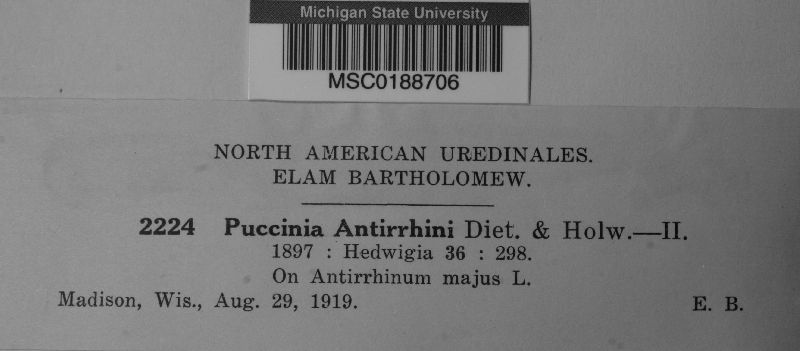 Michigan State University
MSC0188706
NORTH AMERICAN UREDINALES.
ELAM BARTHOLOMEW.
2224 Puccinia Antirrhini Diet. & Holw.—II.
1897 : Hedwigia 36 : 298.
On Antirrhinum majus L.
Madison, Wis., Aug. 29, 1919. E. B.